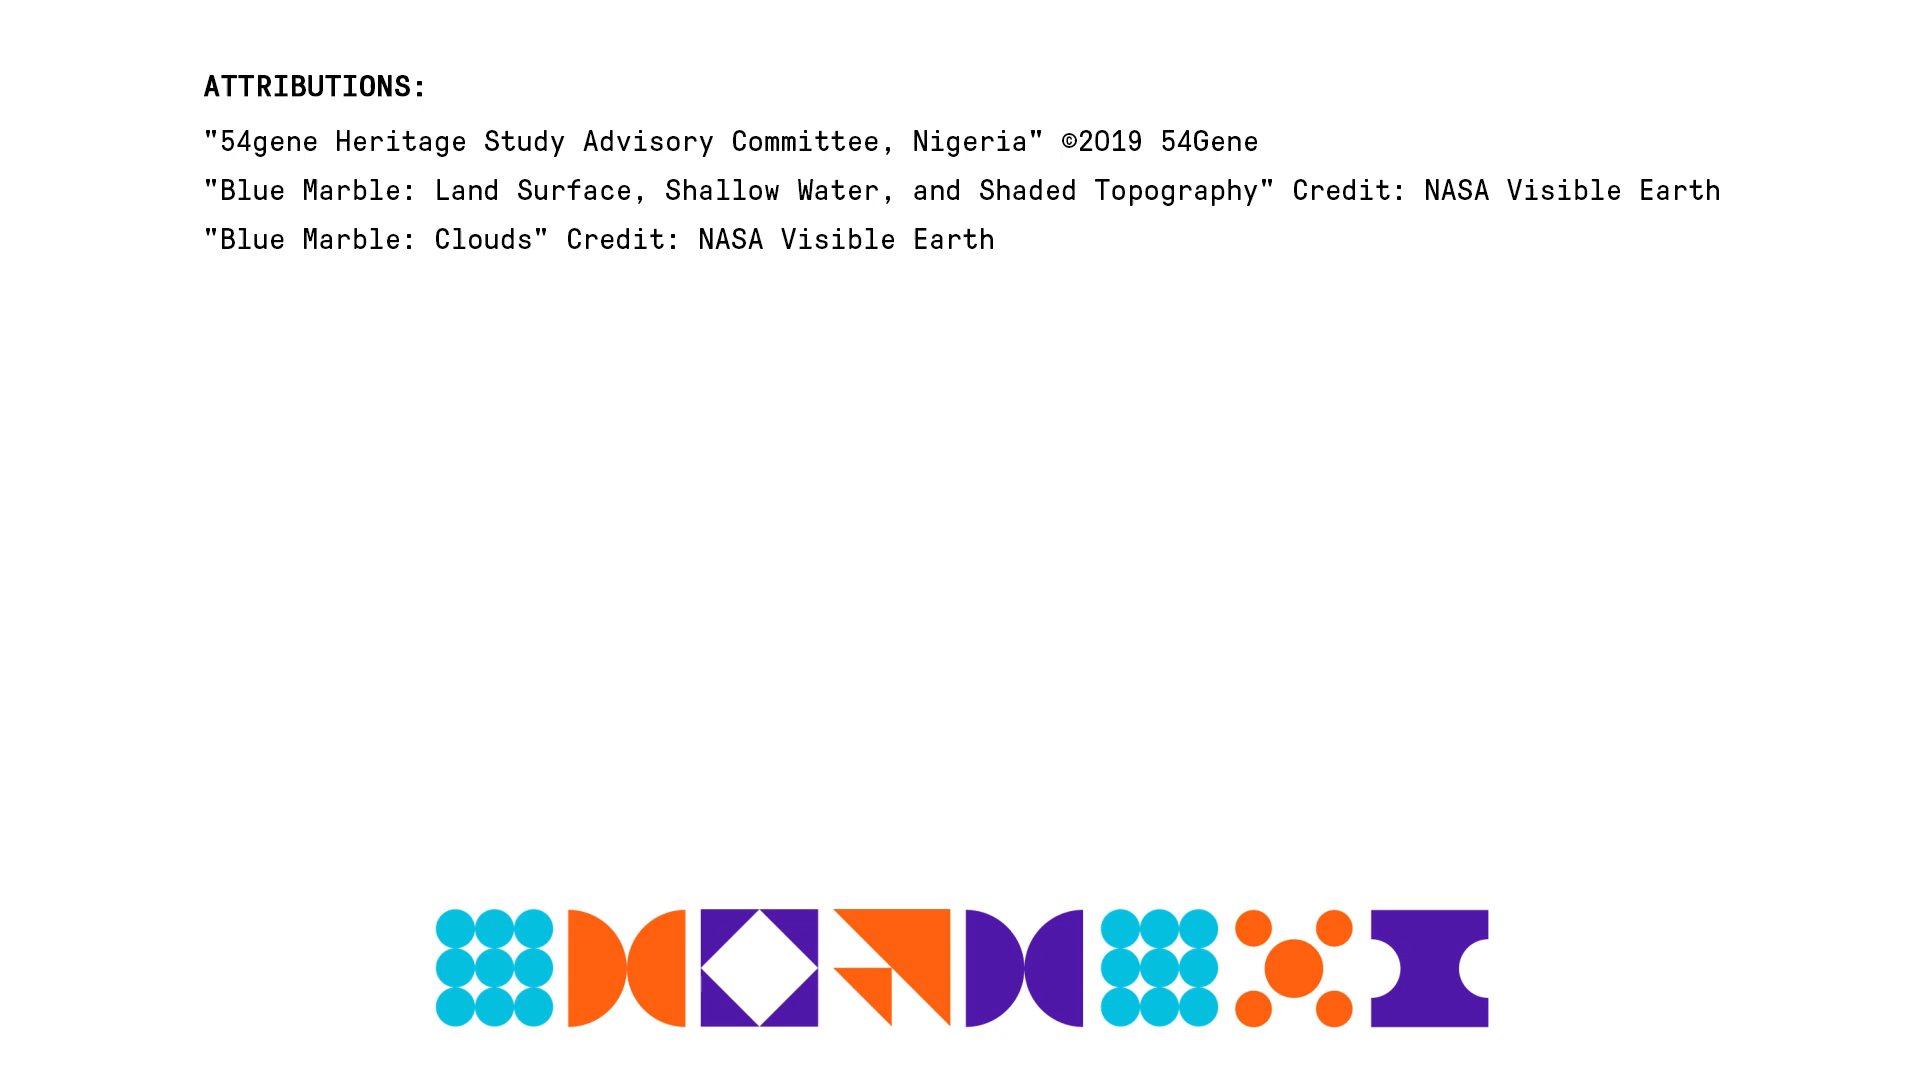 ATTRIBUTIONS:
"54gene Heritage Study Advisory Committee, Nigeria" ©2019 54Gene
"Blue Marble: Land Surface, Shallow Water, and Shaded Topography" Credit: NASA Visible Earth
"Blue Marble: Clouds" Credit: NASA Visible Earth